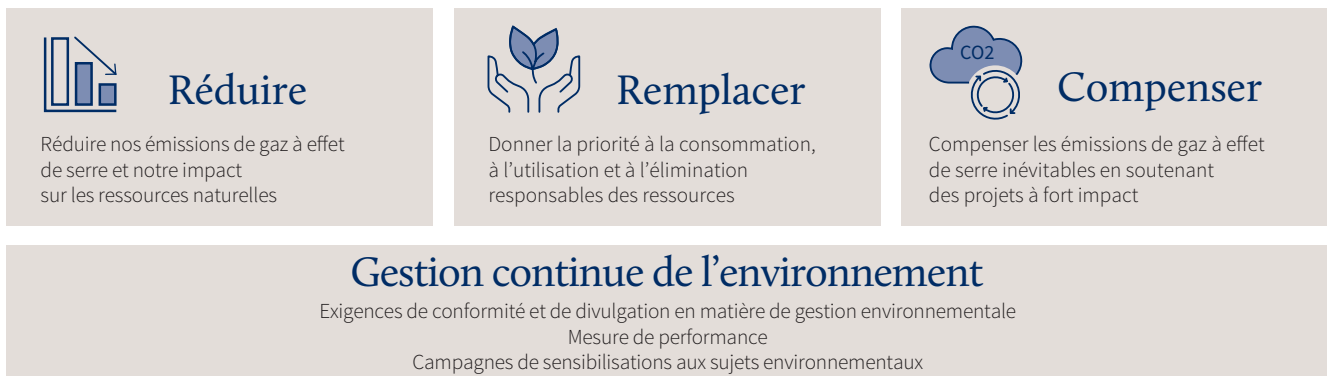 Réduire
Réduire nos émissions de gaz à effet
de serre et notre impact
sur les ressources naturelles
Remplacer
Donner la priorité à la consommation,
à l’utilisation et à l’élimination
responsables des ressources
CO2
Compenser
Compenser les émissions de gaz à effet
de serre inévitables en soutenant
des projets à fort impact
Gestion continue de l’environnement
Exigences de conformité et de divulgation en matière de gestion environnementale
Mesure de performance
Campagnes de sensibilisations aux sujets environnementaux